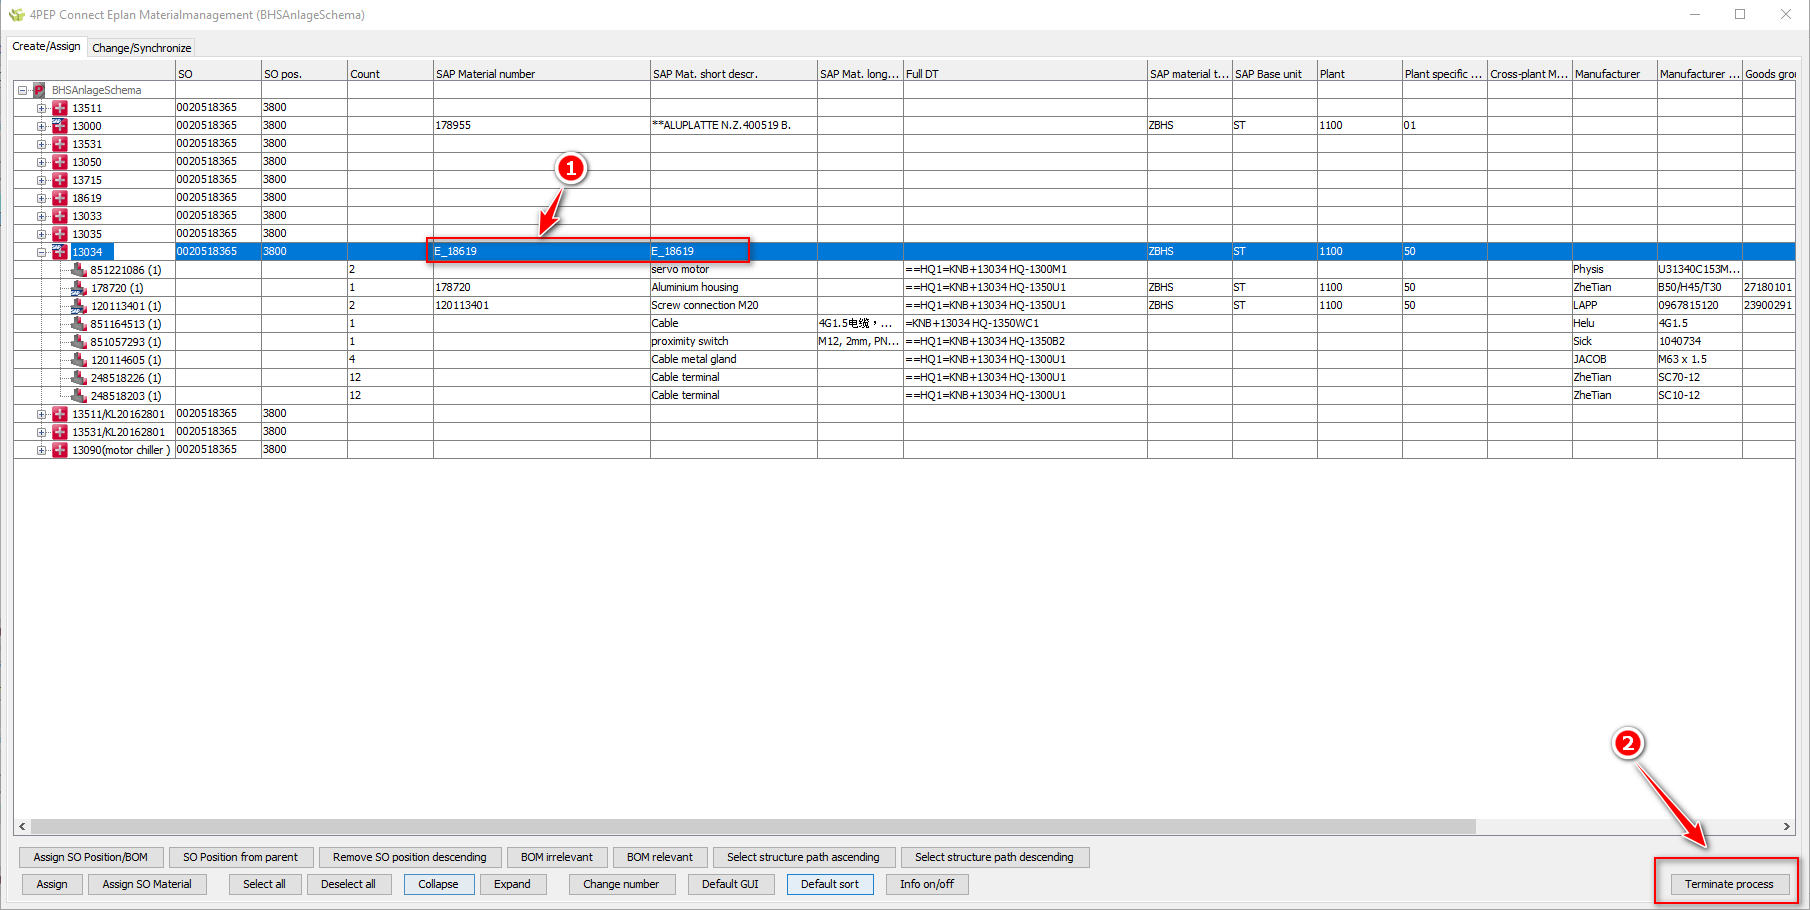 4PEP Connect Eplan Materialmanagement (BHSAnlageSchema)
Create/Assign Change/Synchronize
SO SO pos. Count SAP Material number SAP Mat. short descr. SAP Mat. long... Full DT SAP material t... SAP Base unit Plant Plant specific ... Cross-plant M... Manufacturer Manufacturer ... Goods grou
BHSAnlageSchema
13511 0020518365 3800
13000 0020518365 3800 178955 **ALUPLATTE N.Z.400519 B. ZBHS ST 1100 01
13531 0020518365 3800
13050 0020518365 3800
13715 0020518365 3800
1
18619 0020518365 3800
13033 0020518365 3800
13035 0020518365 3800
13034 0020518365 3800 E_18619 E_18619 ZBHS ST 1100 50
851221086 (1) 2 servo motor ==HQ1=KNB+13034 HQ-1300M1 Physis U31340C153M...
178720 (1) 1 178720 Aluminium housing ==HQ1=KNB+13034 HQ-1350U1 ZBHS ST 1100 50 ZheTian B50/H45/T30 27180101
120113401 (1) 2 120113401 Screw connection M20 ==HQ1=KNB+13034 HQ-1350U1 ZBHS ST 1100 50 LAPP 0967815120 23900291
851164513 (1) 1 Cable 4G1.5电缆，... =KNB+13034 HQ-1350WC1 Helu 4G1.5
851057293 (1) 1 proximity switch M12, 2mm, PN... ==HQ1=KNB+13034 HQ-1350B2 Sick 1040734
120114605 (1) 4 Cable metal gland ==HQ1=KNB+13034 HQ-1300U1 JACOB M63 x 1.5
248518226 (1) 12 Cable terminal ==HQ1=KNB+13034 HQ-1300U1 ZheTian SC70-12
248518203 (1) 12 Cable terminal ==HQ1=KNB+13034 HQ-1300U1 ZheTian SC10-12
13511/KL20162801 0020518365 3800
13531/KL20162801 0020518365 3800
13090(motor chiller ) 0020518365 3800
2
Assign SO Position/BOM SO Position from parent Remove SO position descending BOM irrelevant BOM relevant Select structure path ascending Select structure path descending
Assign Assign SO Material Select all Deselect all Collapse Expand Change number Default GUI Default sort Info on/off Terminate process